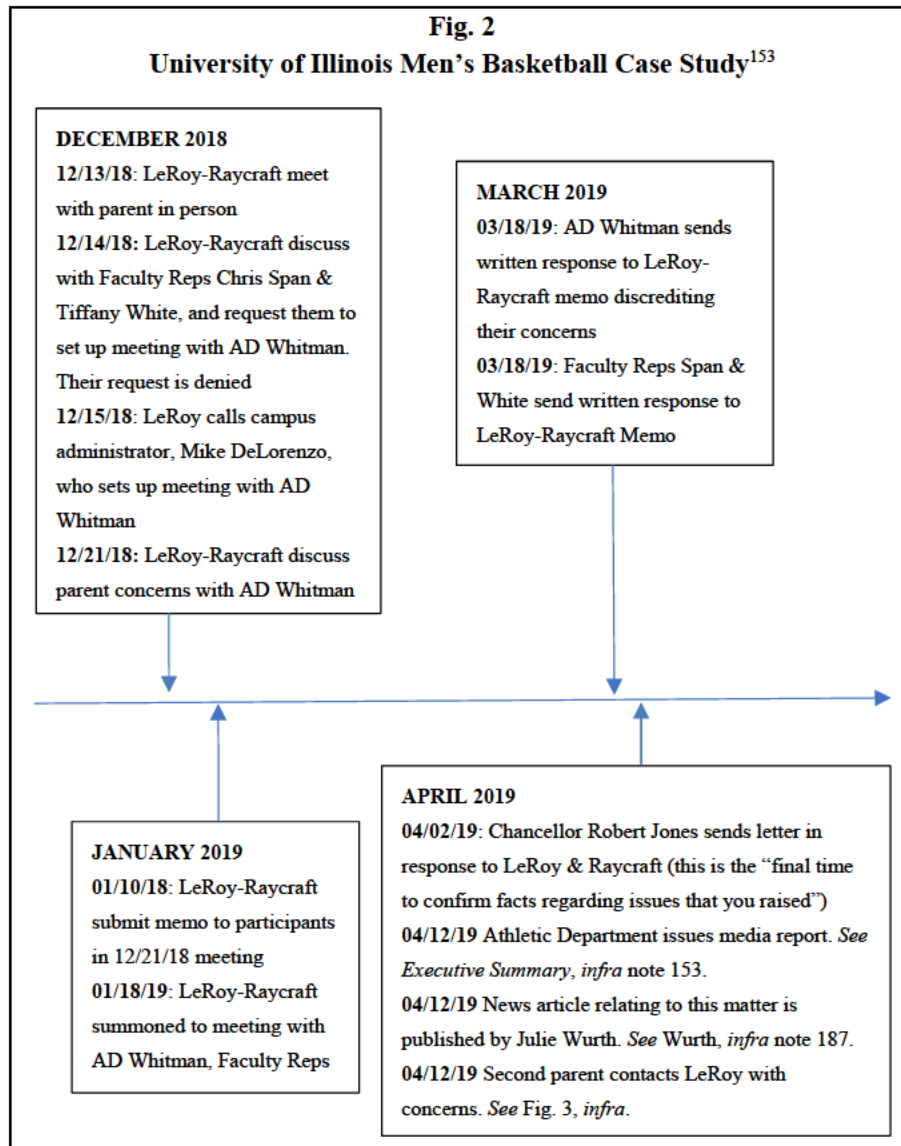 Fig. 2
University of Illinois Men's Basketball Case Study153
DECEMBER 2018
12/13/18: LeRoy-Raycraft meet
with parent in person
12/14/18: LeRoy-Raycraft discuss
with Faculty Reps Chris Span &
Tiffany White, and request them to
set up meeting with AD Whitman.
Their request is denied
12/15/18: LeRoy calls campus
administrator, Mike DeLorenzo,
who sets up meeting with AD
Whitman
12/21/18: LeRoy-Raycraft discuss
parent concerns with AD Whitman
MARCH 2019
03/18/19: AD Whitman sends
written response to LeRoy-
Raycraft memo discrediting
their concerns
03/18/19: Faculty Reps Span &
White send written response to
LeRoy-Raycraft Memo
JANUARY 2019
01/10/18: LeRoy-Raycraft
submit memo to participants
in 12/21/18 meeting
01/18/19: LeRoy-Raycraft
summoned to meeting with
AD Whitman, Faculty Reps
APRIL 2019
04/02/19: Chancellor Robert Jones sends letter in
response to LeRoy & Raycraft (this is the “final time
to confirm facts regarding issues that you raised”)
04/12/19 Athletic Department issues media report. See
Executive Summary, infra note 153.
04/12/19 News article relating to this matter is
published by Julie Wurth. See Wurth, infra note 187.
04/12/19 Second parent contacts LeRoy with
concerns. See Fig. 3, infra.